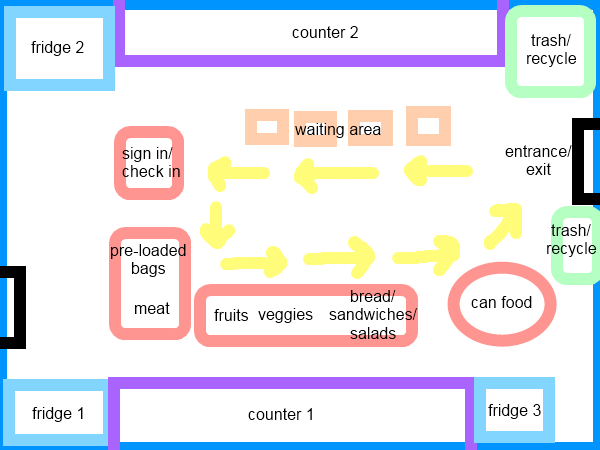 fridge 2
counter 2
trash/
recycle
waiting area
sign in/
check in
entrance/
exit
trash/
recycle
pre-loaded
bags
meat
fruits
veggies
bread/
sandwiches/
salads
can food
fridge 1
counter 1
fridge 3